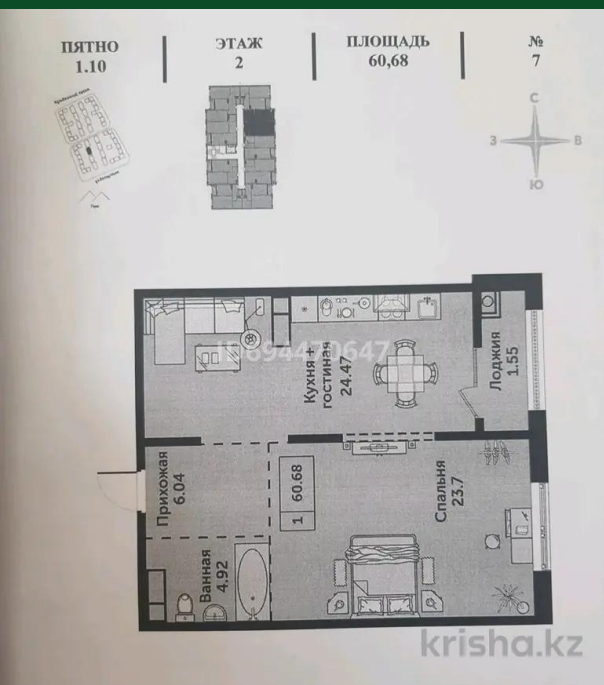 ПЯТНО
1.10
ЭТАЖ
2
ПЛОЩАДЬ
60,68
№
7
С
З
В
Ю
Кухня +
гостиная
24.47
Лоджия
1.55
Прихожая
6.04
1
60.68
Спальня
23.7
Ванная
4.92
krisha.kz